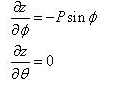 ∂z/∂ϕ = −P sin ϕ
∂z/∂θ = 0